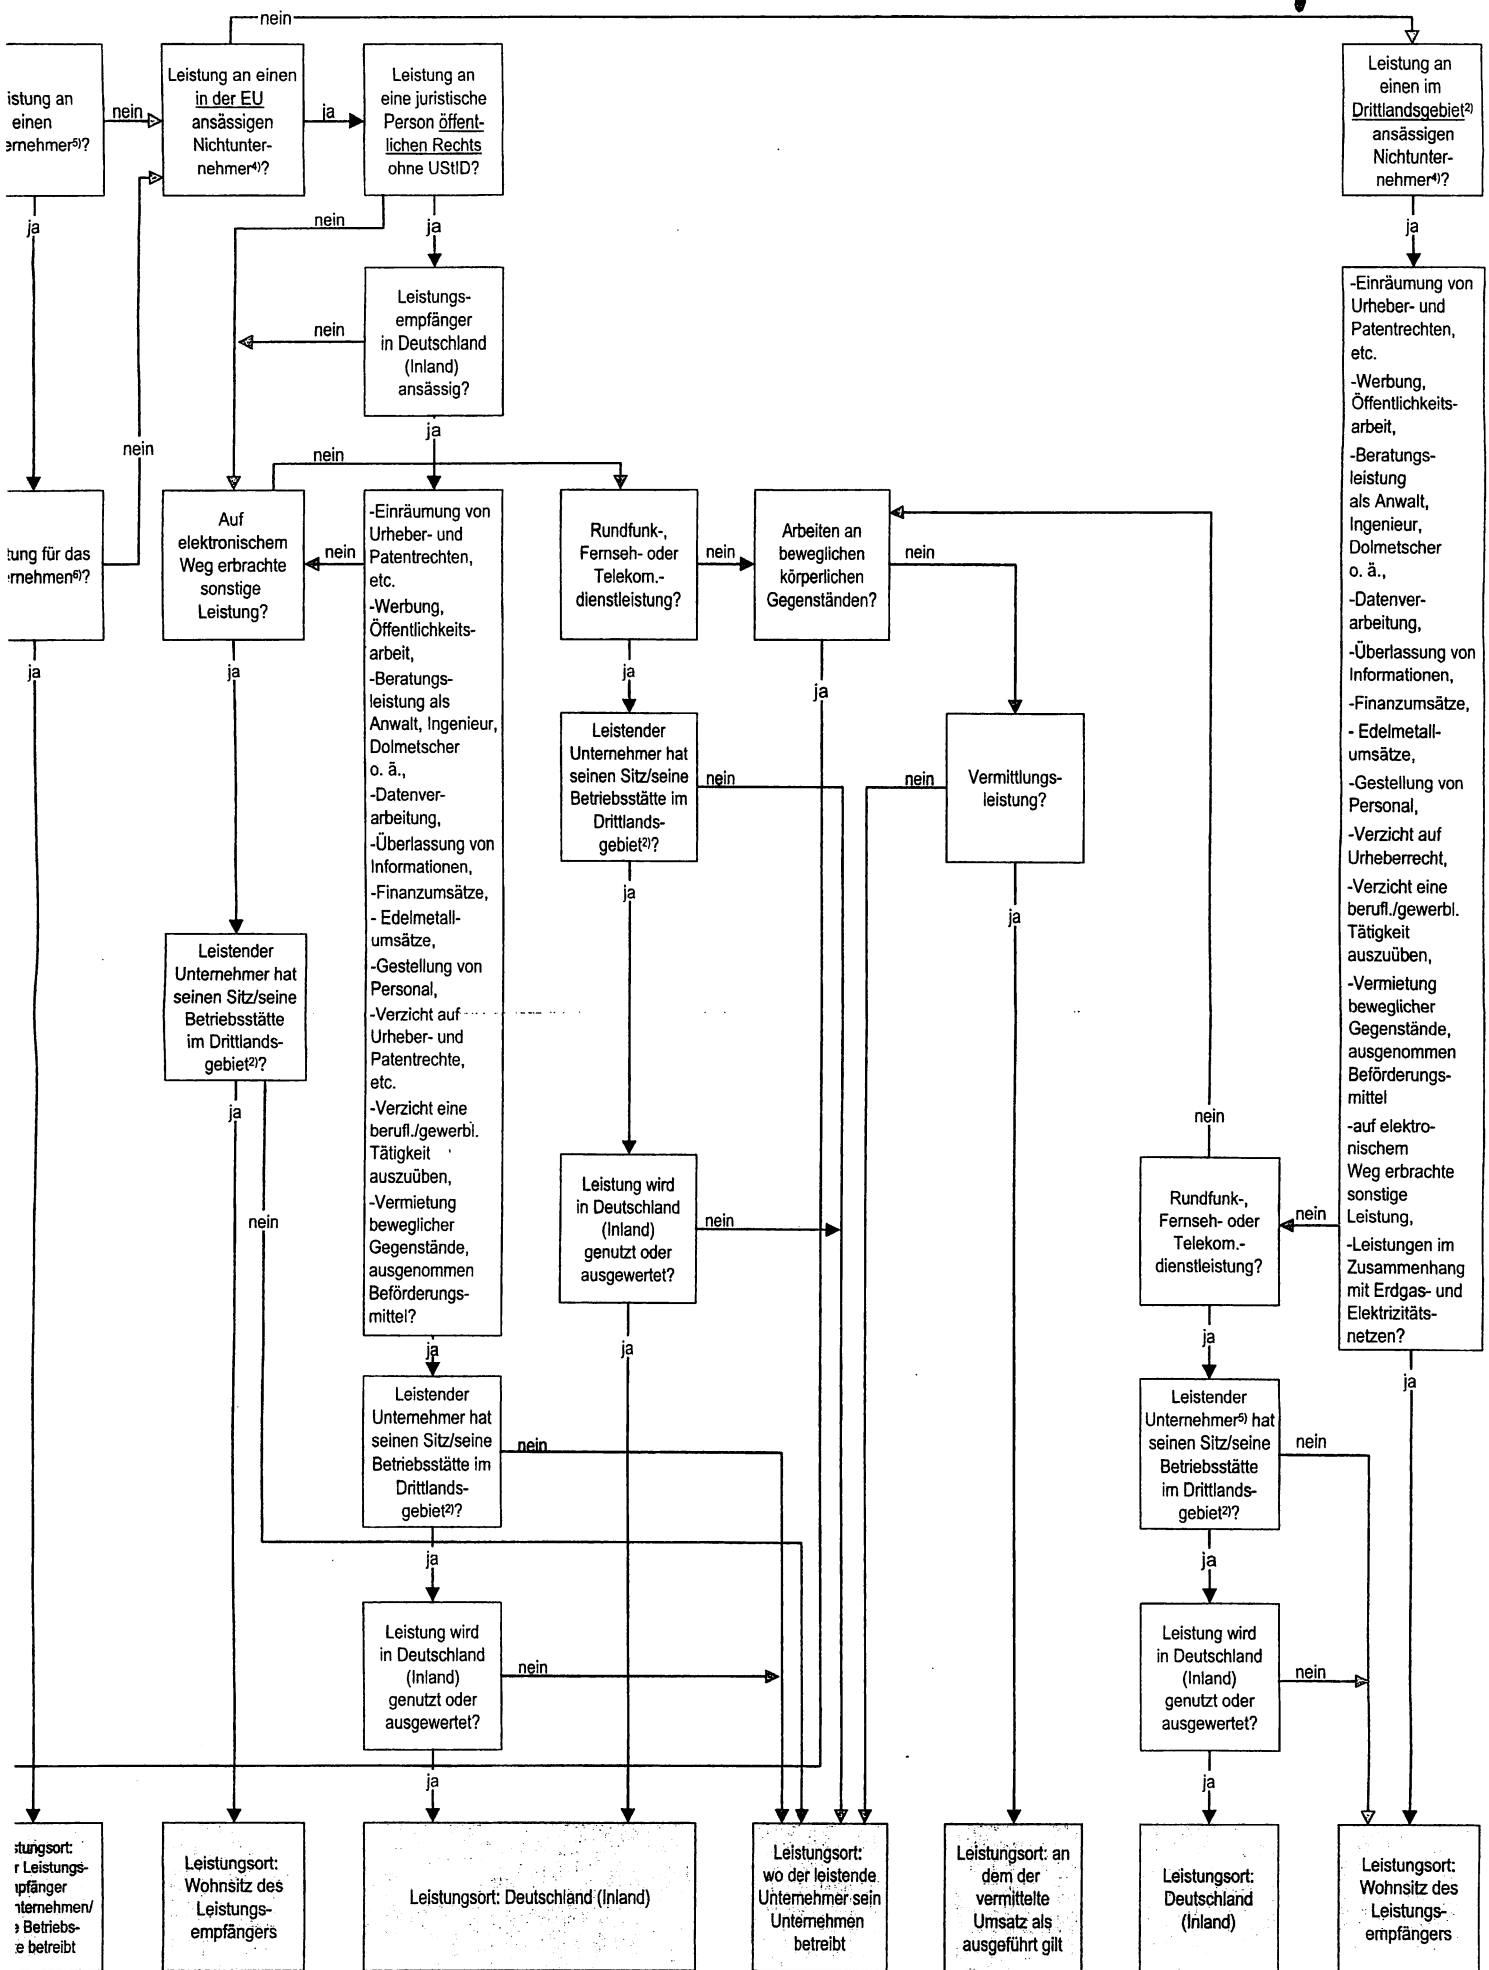 nein
istung an
einen
ernehmer⁵⁾?
nein
ja
Leistung an einen
in der EU
ansässigen
Nichtunter-
nehmer⁴⁾?
ja
Leistung an
eine juristische
Person öffent-
lichen Rechts
ohne UStID?
nein
ja
Leistung an
einen im
Drittlandsgebiet²⁾
ansässigen
Nichtunter-
nehmer⁴⁾?
ja
Leistungs-
empfänger
in Deutschland
(Inland)
ansässig?
nein
ja
nein
nein
tung für das
ernehmen⁶⁾?
ja
Auf
elektronischem
Weg erbrachte
sonstige
Leistung?
ja
nein
-Einräumung von
Urheber- und
Patentrechten,
etc.
-Werbung,
Öffentlichkeits-
arbeit,
-Beratungs-
leistung als
Anwalt, Ingenieur,
Dolmetscher
o. ä.,
-Datenver-
arbeitung,
-Überlassung von
Informationen,
-Finanzumsätze,
- Edelmetall-
umsätze,
-Gestellung von
Personal,
-Verzicht auf
Urheber- und
Patentrechte,
etc.
-Verzicht eine
berufl./gewerbl.
Tätigkeit
auszuüben,
-Vermietung
beweglicher
Gegenstände,
ausgenommen
Beförderungs-
mittel?
ja
Rundfunk-,
Fernseh- oder
Telekom.-
dienstleistung?
nein
ja
Arbeiten an
beweglichen
körperlichen
Gegenständen?
nein
ja
Leistender
Unternehmer hat
seinen Sitz/seine
Betriebsstätte im
Drittlands-
gebiet²⁾?
nein
ja
nein
Vermittlungs-
leistung?
ja
-Einräumung von
Urheber- und
Patentrechten,
etc.
-Werbung,
Öffentlichkeits-
arbeit,
-Beratungs-
leistung
als Anwalt,
Ingenieur,
Dolmetscher
o. ä.,
-Datenver-
arbeitung,
-Überlassung von
Informationen,
-Finanzumsätze,
- Edelmetall-
umsätze,
-Gestellung von
Personal,
-Verzicht auf
Urheberrecht,
-Verzicht eine
berufl./gewerbl.
Tätigkeit
auszuüben,
-Vermietung
beweglicher
Gegenstände,
ausgenommen
Beförderungs-
mittel
-auf elektro-
nischem
Weg erbrachte
sonstige
Leistung,
-Leistungen im
Zusammenhang
mit Erdgas- und
Elektrizitäts-
netzen?
nein
ja
Leistender
Unternehmer hat
seinen Sitz/seine
Betriebsstätte
im Drittlands-
gebiet²⁾?
ja
nein
Leistung wird
in Deutschland
(Inland)
genutzt oder
ausgewertet?
nein
ja
nein
Rundfunk-,
Fernseh- oder
Telekom.-
dienstleistung?
ja
Leistender
Unternehmer hat
seinen Sitz/seine
Betriebsstätte im
Drittlands-
gebiet²⁾?
nein
ja
Leistender
Unternehmer⁵⁾ hat
seinen Sitz/seine
Betriebsstätte
im Drittlands-
gebiet²⁾?
nein
ja
Leistung wird
in Deutschland
(Inland)
genutzt oder
ausgewertet?
nein
ja
Leistung wird
in Deutschland
(Inland)
genutzt oder
ausgewertet?
nein
ja
stungsort:
r Leistungs-
npfänger
nternehmen/
e Betriebs-
te betreibt
Leistungsort:
Wohnsitz des
Leistungs-
empfängers
Leistungsort: Deutschland (Inland)
Leistungsort:
wo der leistende
Unternehmer sein
Unternehmen
betreibt
Leistungsort: an
dem der
vermittelte
Umsatz als
ausgeführt gilt
Leistungsort:
Deutschland
(Inland)
Leistungsort:
Wohnsitz des
Leistungs-
empfängers